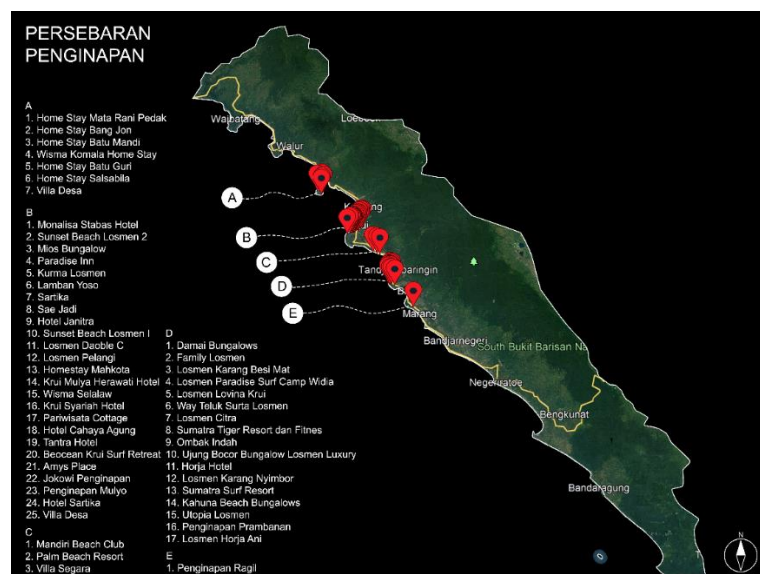 PERSEBARAN
PENGINAPAN
A
1. Home Stay Mata Rani Pedak
2. Home Stay Bang Jon
3. Home Stay Batu Mandi
4. Wisma Komala Home Stay
5. Home Stay Batu Guri
6. Home Stay Salsabila
7. Villa Desa
B
1. Monalisa Stabas Hotel
2. Sunset Beach Losmen 2
3. Mios Bungalow
4. Paradise Inn
5. Kurma Losmen
6. Lamban Yoso
7. Sartika
8. Sae Jadi
9. Hotel Janitra
10. Sunset Beach Losmen I
11. Losmen Daoble C
12. Losmen Pelangi
13. Homestay Mahkota
14. Krui Mulya Herawati Hotel
15. Wisma Selalaw
16. Krui Syariah Hotel
17. Pariwisata Cottage
18. Hotel Cahaya Agung
19. Tantra Hotel
20. Beocean Krui Surf Retreat
21. Amys Place
22. Jokowi Penginapan
23. Penginapan Mulyo
24. Hotel Sartika
25. Villa Desa
C
1. Mandiri Beach Club
2. Palm Beach Resort
3. Villa Segara
D
1. Damai Bungalows
2. Family Losmen
3. Losmen Karang Besi Mat
4. Losmen Paradise Surf Camp Widia
5. Losmen Lovina Krui
6. Way Teluk Surta Losmen
7. Losmen Citra
8. Sumatra Tiger Resort dan Fitnes
9. Ombak Indah
10. Ujung Bocor Bungalow Losmen Luxury
11. Horja Hotel
12. Losmen Karang Nyimbor
13. Sumatra Surf Resort
14. Kahuna Beach Bungalows
15. Utopia Losmen
16. Penginapan Prambanan
17. Losmen Horja Ani
E
1. Penginapan Ragil
Walur
A
B
C
D
E
Marang
Bandjarnegeri
South Bukit Barisan Na
Negeriratoe
Bengkunat
Bandaragung
N